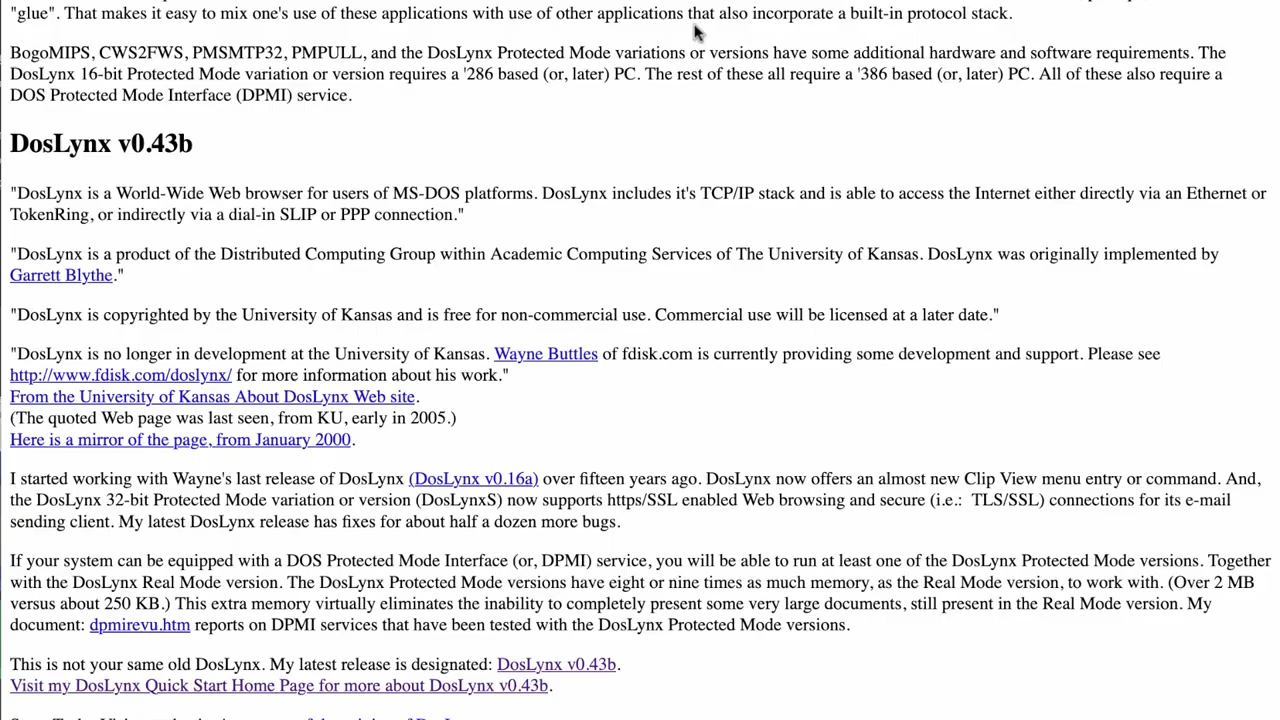 "glue". That makes it easy to mix one's use of these applications with use of other applications that also incorporate a built-in protocol stack.
BogoMIPS, CWS2FWS, PMSMTP32, PMPULL, and the DosLynx Protected Mode variations or versions have some additional hardware and software requirements. The
DosLynx 16-bit Protected Mode variation or version requires a '286 based (or, later) PC. The rest of these all require a '386 based (or, later) PC. All of these also require a
DOS Protected Mode Interface (DPMI) service.
DosLynx v0.43b
"DosLynx is a World-Wide Web browser for users of MS-DOS platforms. DosLynx includes it's TCP/IP stack and is able to access the Internet either directly via an Ethernet or
TokenRing, or indirectly via a dial-in SLIP or PPP connection."
"DosLynx is a product of the Distributed Computing Group within Academic Computing Services of The University of Kansas. DosLynx was originally implemented by
Garrett Blythe."
"DosLynx is copyrighted by the University of Kansas and is free for non-commercial use. Commercial use will be licensed at a later date."
"DosLynx is no longer in development at the University of Kansas. Wayne Buttles of fdisk.com is currently providing some development and support. Please see
http://www.fdisk.com/doslynx/ for more information about his work."
From the University of Kansas About DosLynx Web site.
(The quoted Web page was last seen, from KU, early in 2005.)
Here is a mirror of the page, from January 2000.
I started working with Wayne's last release of DosLynx (DosLynx v0.16a) over fifteen years ago. DosLynx now offers an almost new Clip View menu entry or command. And,
the DosLynx 32-bit Protected Mode variation or version (DosLynxS) now supports https/SSL enabled Web browsing and secure (i.e.: TLS/SSL) connections for its e-mail
sending client. My latest DosLynx release has fixes for about half a dozen more bugs.
If your system can be equipped with a DOS Protected Mode Interface (or, DPMI) service, you will be able to run at least one of the DosLynx Protected Mode versions. Together
with the DosLynx Real Mode version. The DosLynx Protected Mode versions have eight or nine times as much memory, as the Real Mode version, to work with. (Over 2 MB
versus about 250 KB.) This extra memory virtually eliminates the inability to completely present some very large documents, still present in the Real Mode version. My
document: dpmirevu.htm reports on DPMI services that have been tested with the DosLynx Protected Mode versions.
This is not your same old DosLynx. My latest release is designated: DosLynx v0.43b.
Visit my DosLynx Quick Start Home Page for more about DosLynx v0.43b.